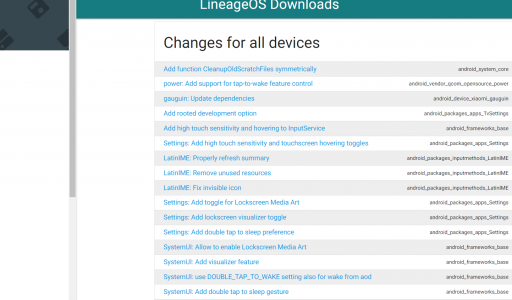 LineageOS Downloads
Changes for all devices
Add function CleanupOldScratchFiles symmetrically android_system_core
power: Add support for tap-to-wake feature control android_vendor_qcom_opensource_power
gauguin: Update dependencies android_device_xiaomi_gauguin
Add rooted development option android_packages_apps_TvSettings
Add high touch sensitivity and hovering to InputService android_frameworks_base
Settings: Add high touch sensitivity and touchscreen hovering toggles android_packages_apps_Settings
LatinIME: Properly refresh summary android_packages_inputmethods_LatinIME
LatinIME: Remove unused resources android_packages_inputmethods_LatinIME
LatinIME: Fix invisible icon android_packages_inputmethods_LatinIME
Settings: Add toggle for Lockscreen Media Art android_packages_apps_Settings
Settings: Add lockscreen visualizer toggle android_packages_apps_Settings
Settings: Add double tap to sleep preference android_packages_apps_Settings
SystemUI: Allow to enable Lockscreen Media Art android_frameworks_base
SystemUI: Add visualizer feature android_frameworks_base
SystemUI: use DOUBLE_TAP_TO_WAKE setting also for wake from aod android_frameworks_base
SystemUI: Add double tap to sleep gesture android_frameworks_base